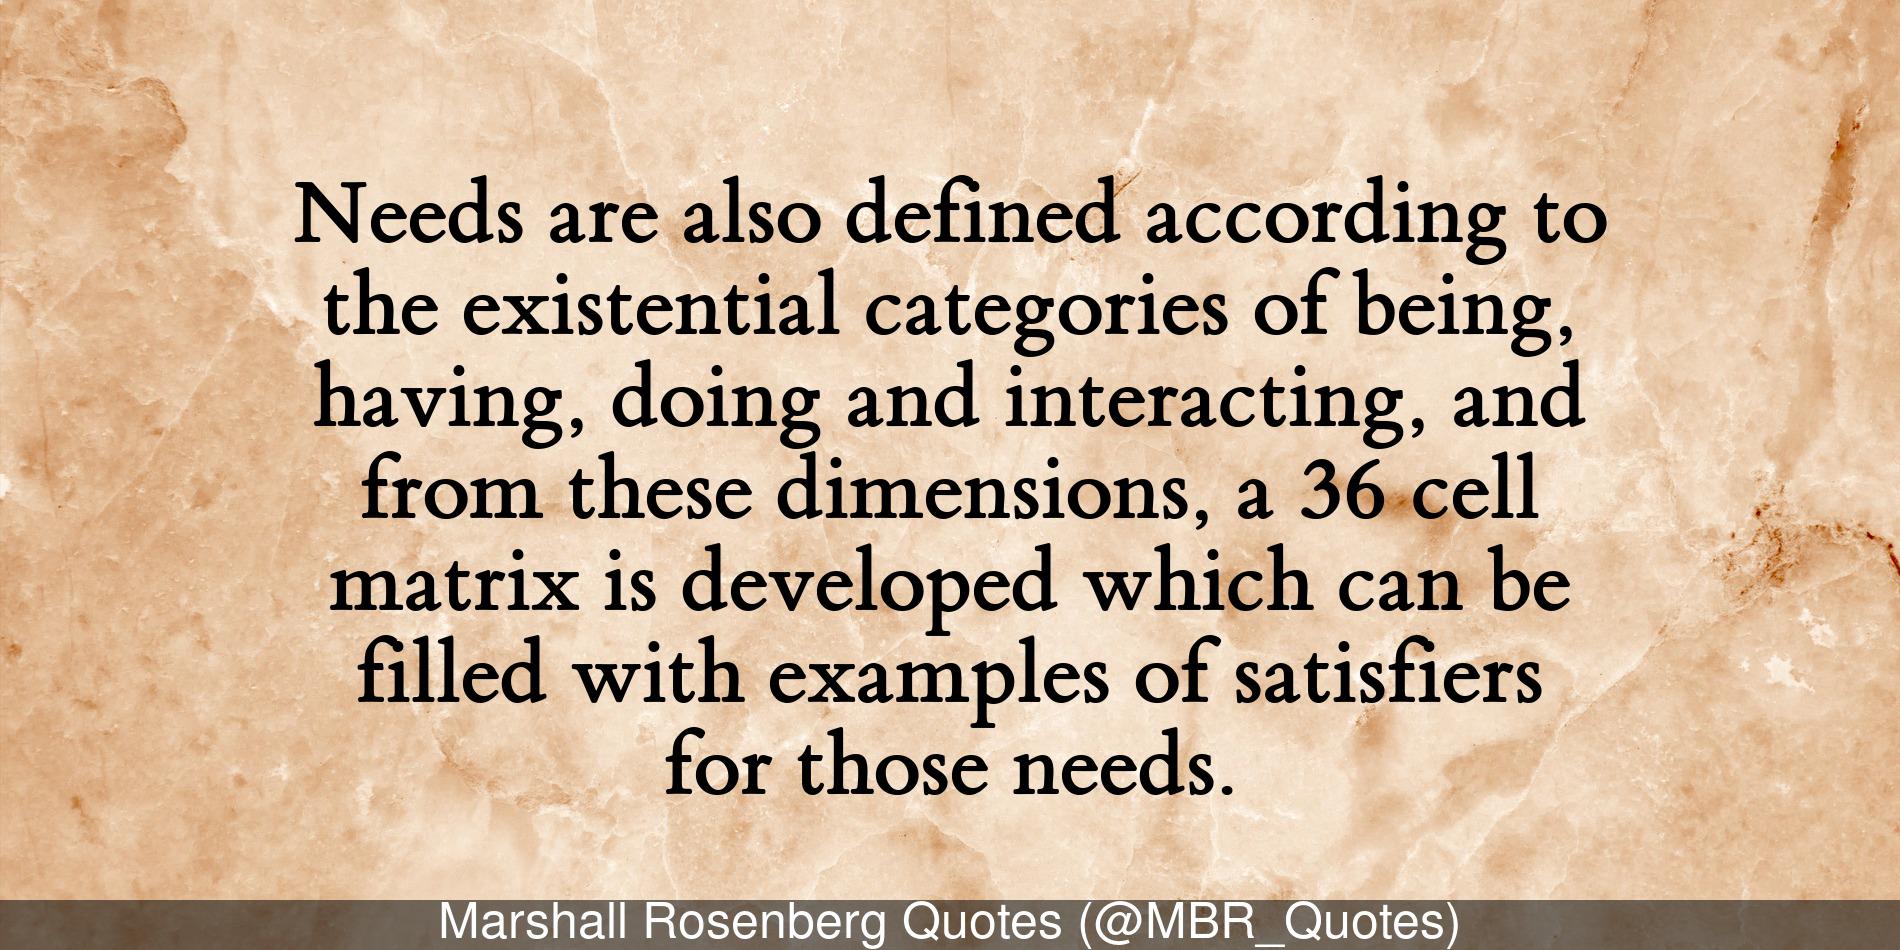 Needs are also defined according to
the existential categories of being,
having, doing and interacting, and
from these dimensions, a 36 cell
matrix is developed which can be
filled with examples of satisfiers
for those needs.
Marshall Rosenberg Quotes (@MBR_Quotes)